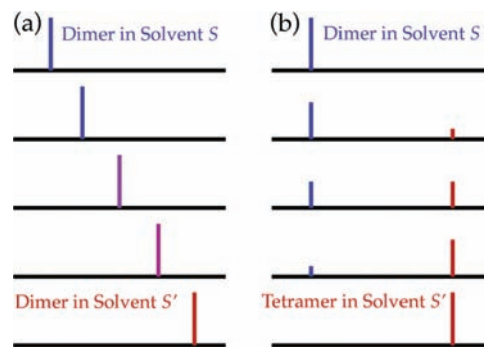 (a)
Dimer in Solvent S
Dimer in Solvent S'
(b)
Dimer in Solvent S
Tetramer in Solvent S'